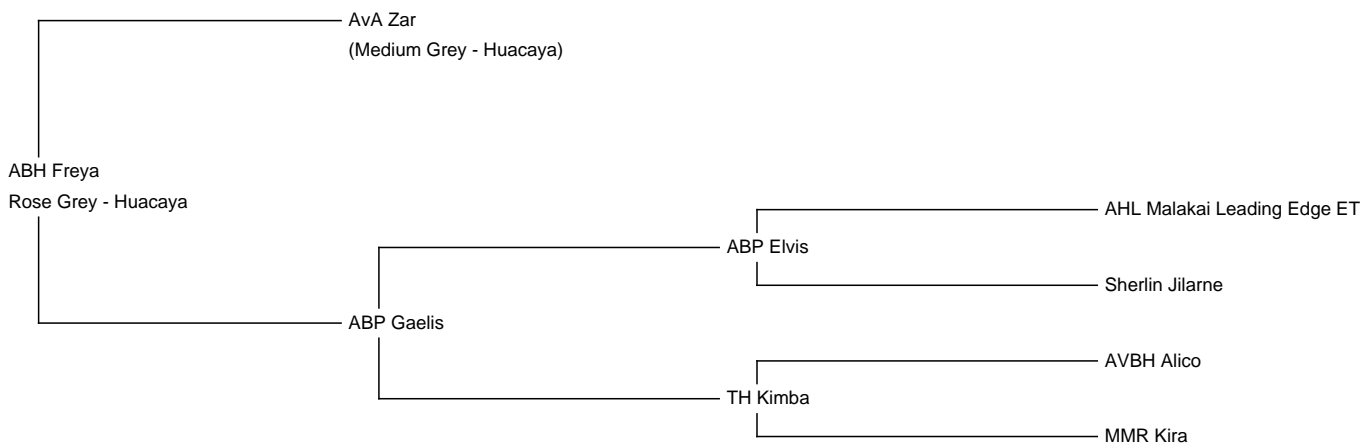 AvA Zar
(Medium Grey - Huacaya)
ABH Freya
Rose Grey - Huacaya
AHL Malakai Leading Edge ET
ABP Elvis
Sherlin Jilarne
ABP Gaelis
AVBH Alico
TH Kimba
MMR Kira